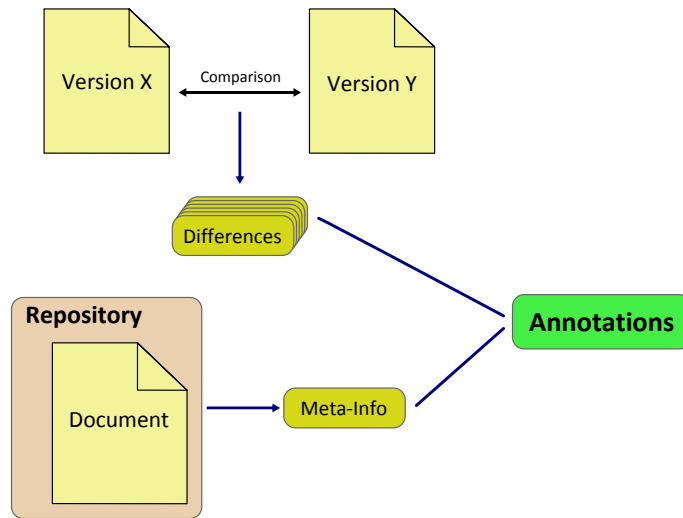 Version X
Comparison
Version Y
Differences
Repository
Annotations
Document
Meta-Info